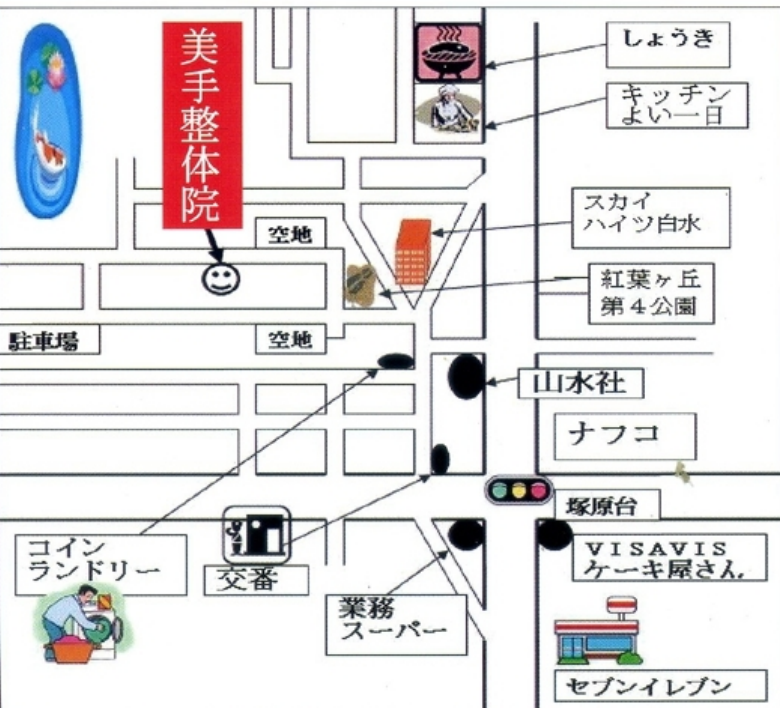 しょうき
キッチン
よい一日
美手整体院
スカイ
ハイツ白水
空地
紅葉ヶ丘
第４公園
駐車場
空地
山水社
ナフコ
塚原台
コイン
ランドリー
交番
業務
スーパー
ＶＩＳＡＶＩＳ
ケーキ屋さん．
セブンイレブン